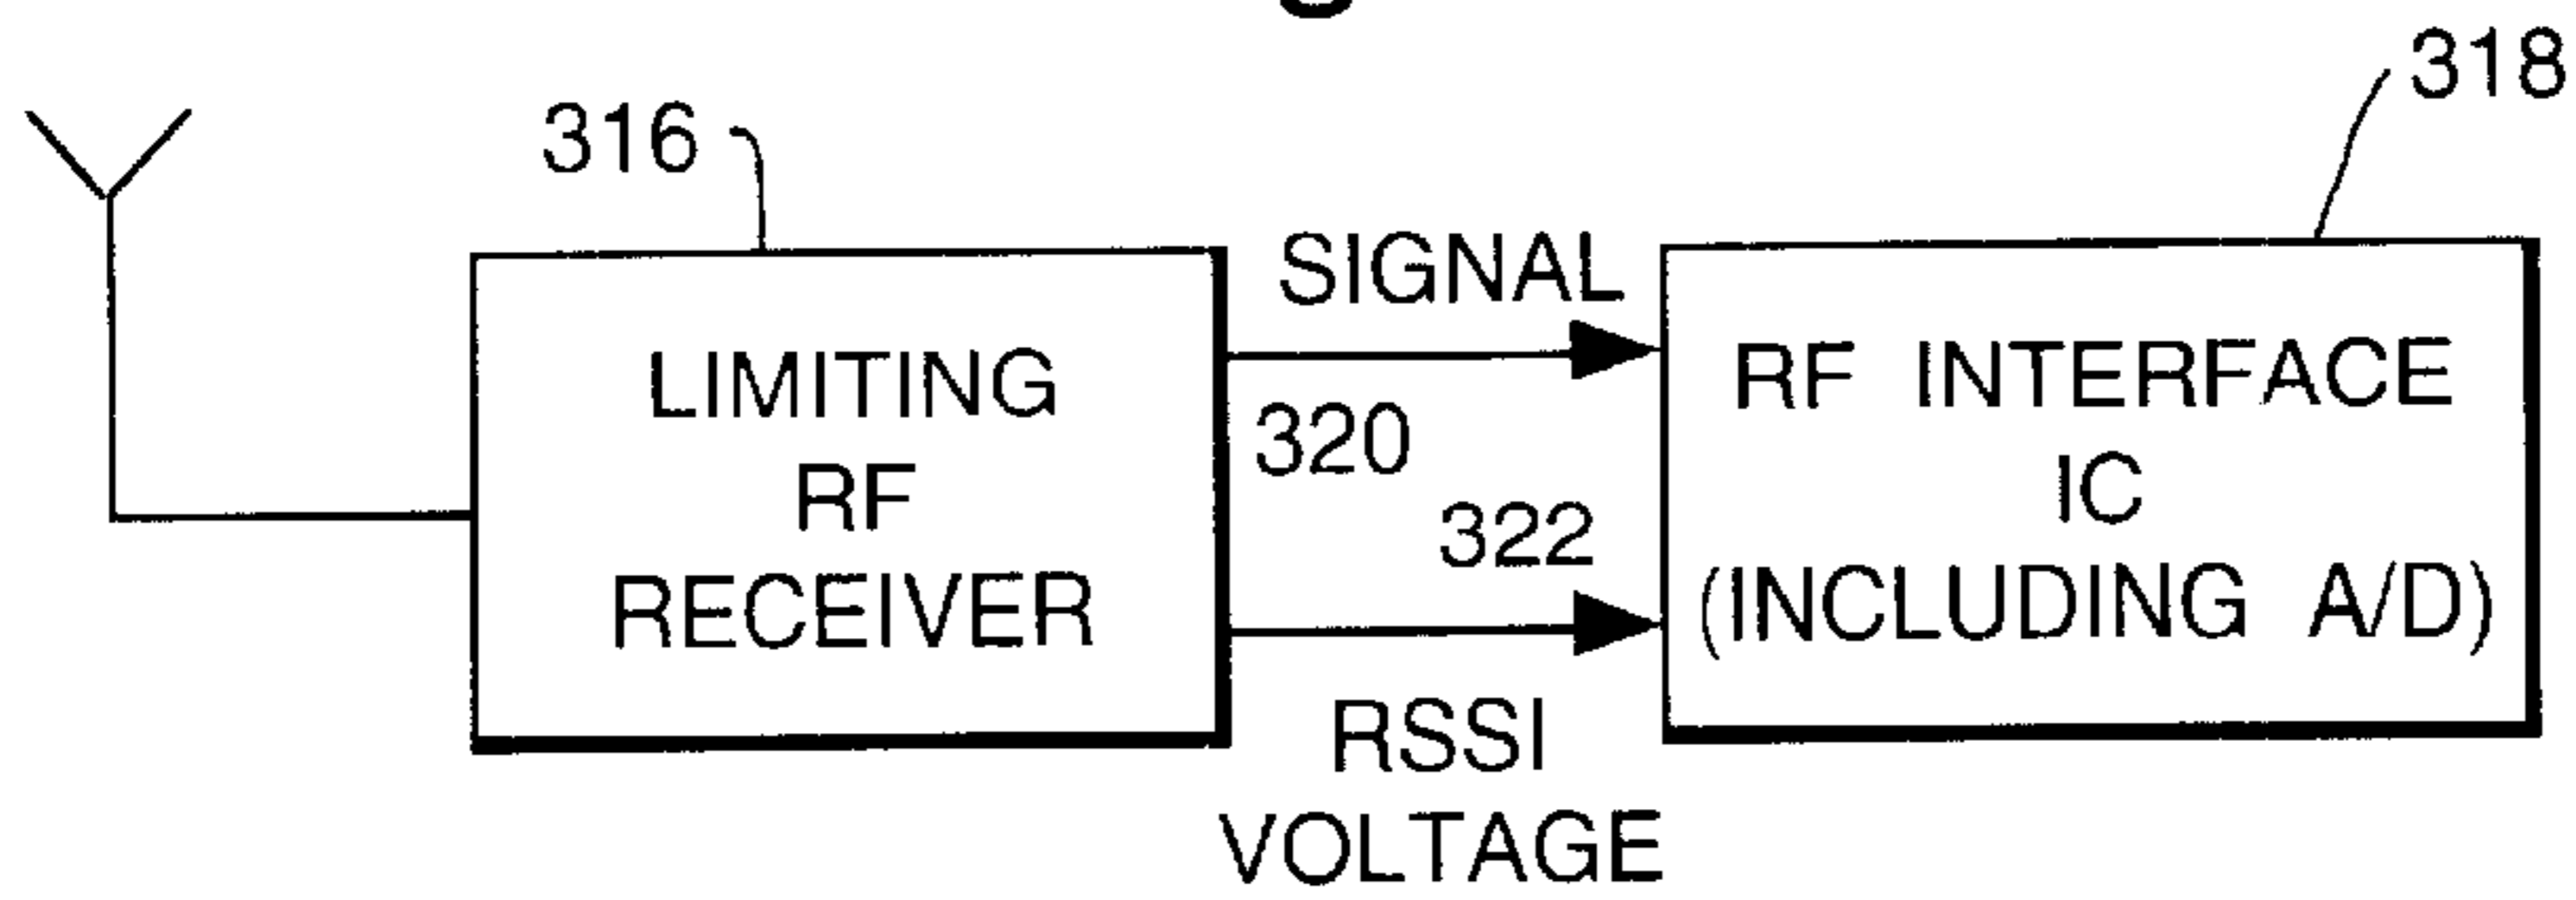 316
318
LIMITING
RF
RECEIVER
SIGNAL
320
322
RSSI
VOLTAGE
RF INTERFACE
IC
(INCLUDING A/D)